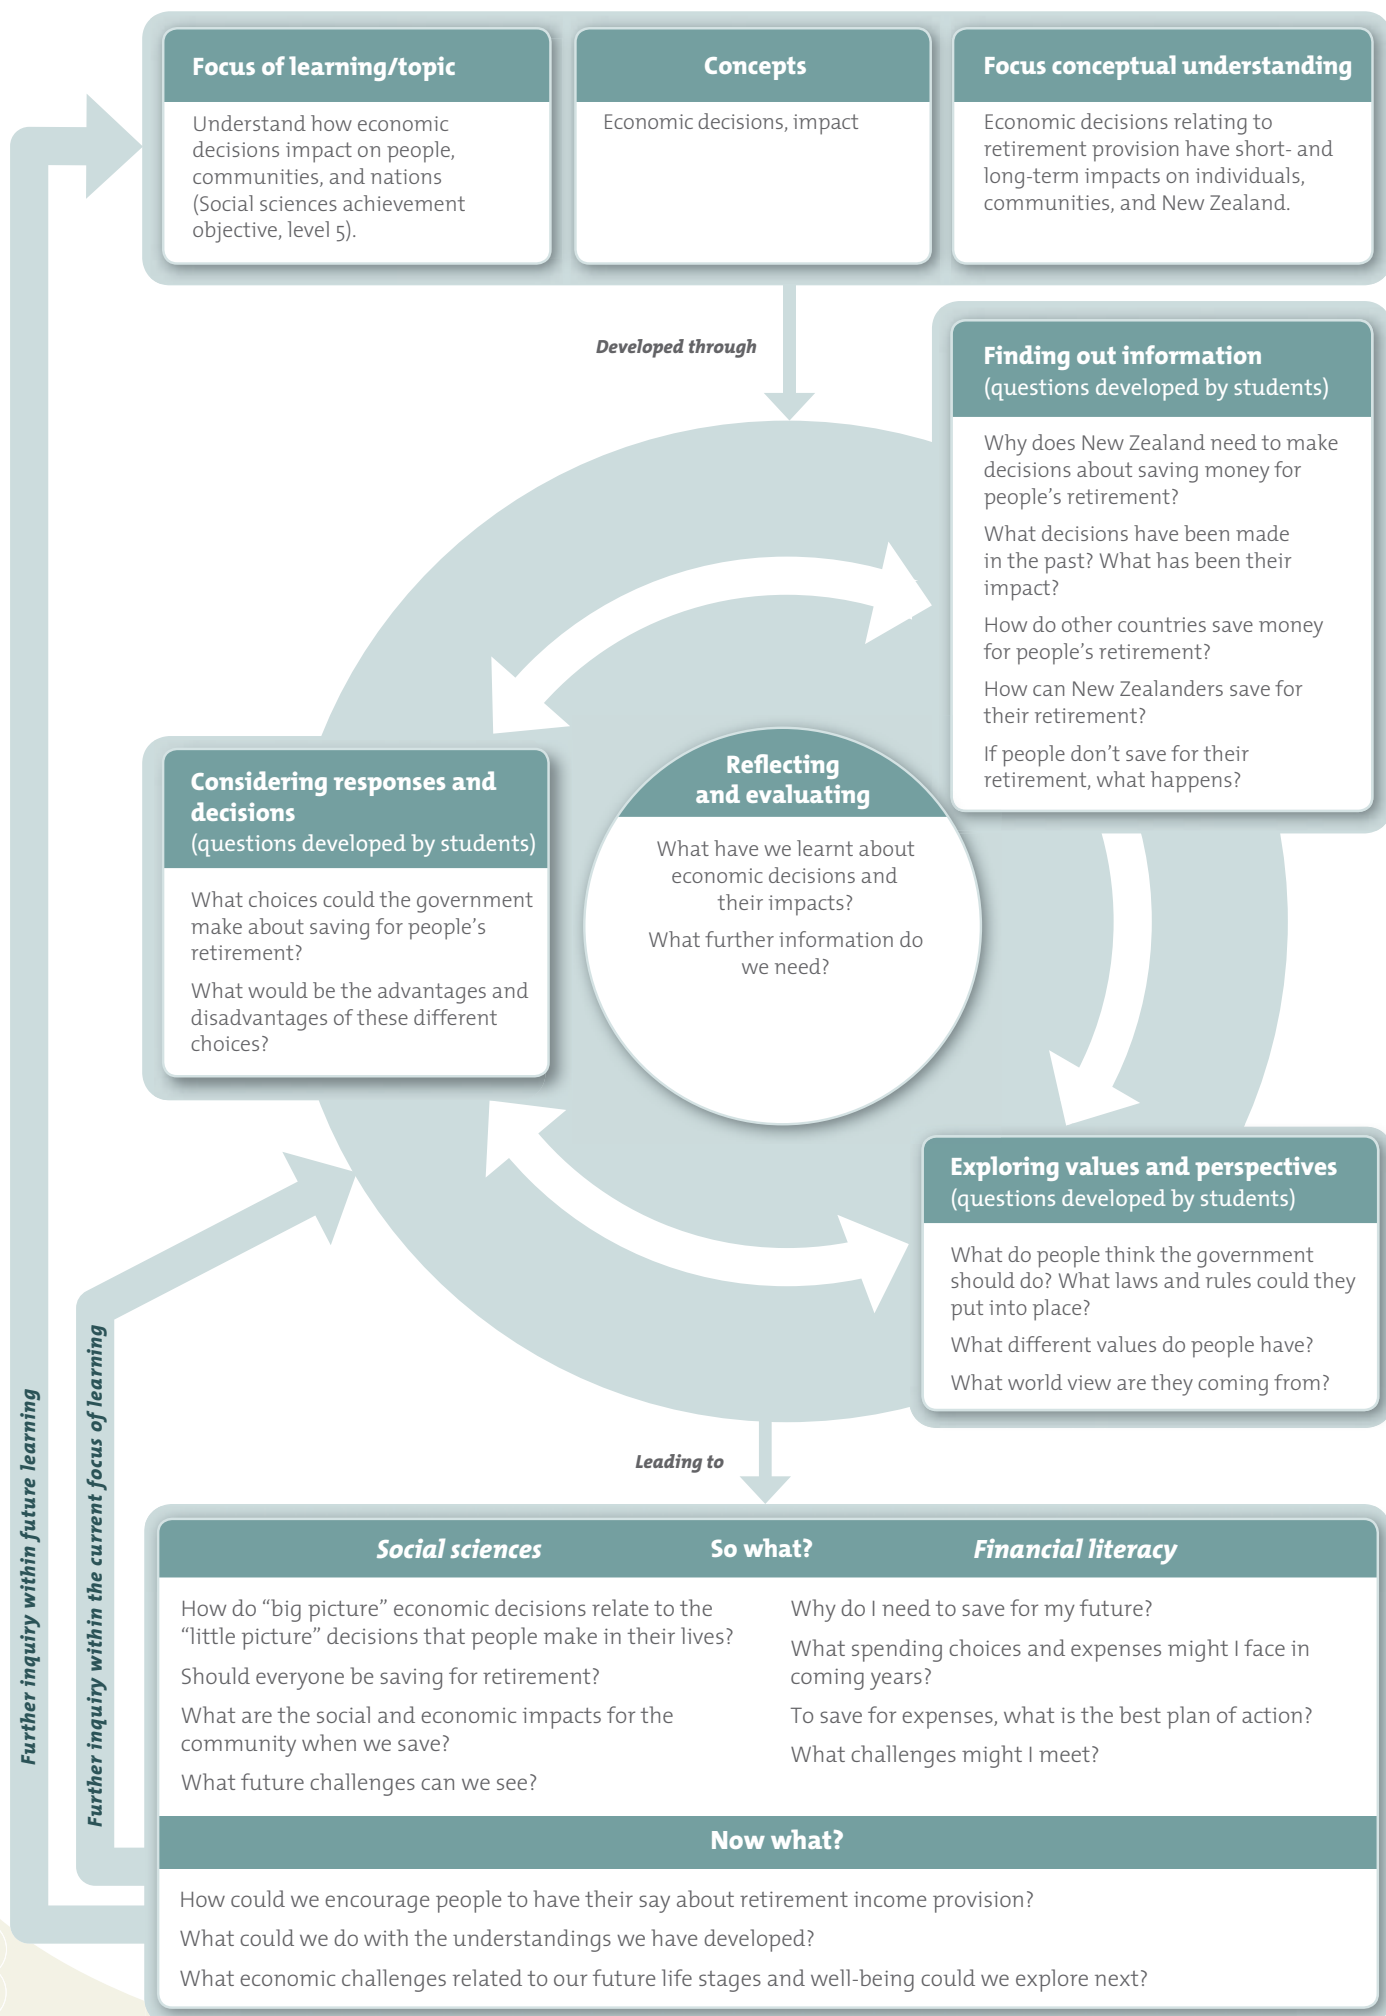 Focus of learning/topic
Understand how economic
decisions impact on people,
communities, and nations
(Social sciences achievement
objective, level 5).
Concepts
Economic decisions, impact
Focus conceptual understanding
Economic decisions relating to
retirement provision have short- and
long-term impacts on individuals,
communities, and New Zealand.
Developed through
Finding out information
(questions developed by students)
Why does New Zealand need to make
decisions about saving money for
people’s retirement?
What decisions have been made
in the past? What has been their
impact?
How do other countries save money
for people’s retirement?
How can New Zealanders save for
their retirement?
If people don’t save for their
retirement, what happens?
Considering responses and
decisions
(questions developed by students)
What choices could the government
make about saving for people’s
retirement?
What would be the advantages and
disadvantages of these different
choices?
Reflecting
and evaluating
What have we learnt about
economic decisions and
their impacts?
What further information do
we need?
Exploring values and perspectives
(questions developed by students)
What do people think the government
should do? What laws and rules could they
put into place?
What different values do people have?
What world view are they coming from?
Further inquiry within future learning
Further inquiry within the current focus of learning
Leading to
Social sciences So what? Financial literacy
How do “big picture” economic decisions relate to the
“little picture” decisions that people make in their lives?
Should everyone be saving for retirement?
What are the social and economic impacts for the
community when we save?
What future challenges can we see?
Why do I need to save for my future?
What spending choices and expenses might I face in
coming years?
To save for expenses, what is the best plan of action?
What challenges might I meet?
Now what?
How could we encourage people to have their say about retirement income provision?
What could we do with the understandings we have developed?
What economic challenges related to our future life stages and well-being could we explore next?